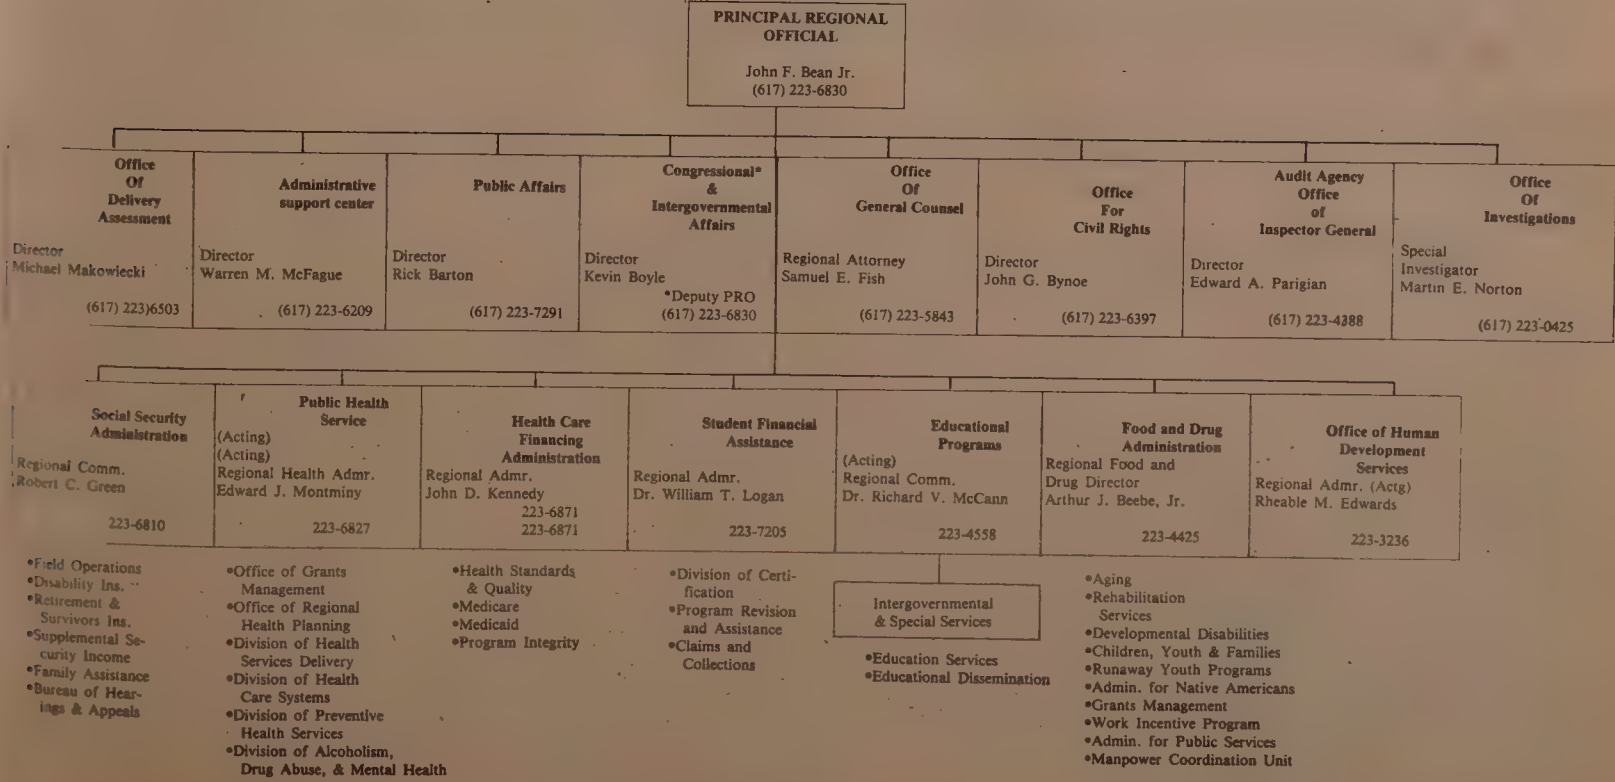 PRINCIPAL REGIONAL
OFFICIAL
John F. Bean Jr.
(617) 223-6830
Office
Of
Delivery
Assessment
Director
Michael Makowiecki
(617) 223)6503
Administrative
support center
Director
Warren M. McFague
(617) 223-6209
Public Affairs
Director
Rick Barton
(617) 223-7291
Congressional*
&
Intergovernmental
Affairs
Director
Kevin Boyle
*Deputy PRO
(617) 223-6830
Office
Of
General Counsel
Regional Attorney
Samuel E. Fish
(617) 223-5843
Office
For
Civil Rights
Director
John G. Bynoe
(617) 223-6397
Audit Agency
Office
of
Inspector General
Director
Edward A. Parigian
(617) 223-4388
Office
Of
Investigations
Special
Investigator
Martin E. Norton
(617) 223-0425
Social Security
Administration
Regional Comm.
Robert C. Green
223-6810
•Field Operations
•Disability Ins.
•Retirement &
Survivors Ins.
•Supplemental Se-
curity Income
•Family Assistance
•Bureau of Hear-
ings & Appeals
Public Health
Service
(Acting)
(Acting)
Regional Health Admr.
Edward J. Montminy
223-6827
•Office of Grants
Management
•Office of Regional
Health Planning
•Division of Health
Services Delivery
•Division of Health
Care Systems
•Division of Preventive
Health Services
•Division of Alcoholism,
Drug Abuse, & Mental Health
Health Care
Financing
Administration
Regional Admr.
John D. Kennedy
223-6871
223-6871
•Health Standards
& Quality
•Medicare
•Medicaid
•Program Integrity
Student Financial
Assistance
Regional Admr.
Dr. William T. Logan
223-7205
•Division of Certi-
fication
•Program Revision
and Assistance
•Claims and
Collections
Educational
Programs
(Acting)
Regional Comm.
Dr. Richard V. McCann
223-4558
Intergovernmental
& Special Services
•Education Services
•Educational Dissemination
Food and Drug
Administration
Regional Food and
Drug Director
Arthur J. Beebe, Jr.
223-4425
Office of Human
Development
Services
Regional Admr. (Actg)
Rheable M. Edwards
223-3236
•Aging
•Rehabilitation
Services
•Developmental Disabilities
•Children, Youth & Families
•Runaway Youth Programs
•Admin. for Native Americans
•Grants Management
•Work Incentive Program
•Admin. for Public Services
•Manpower Coordination Unit